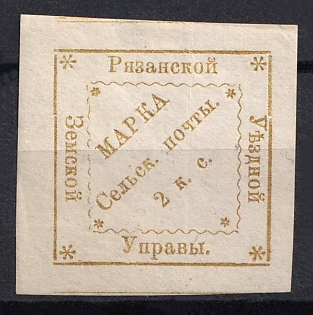 Рязанской
Уѣздной
Земской
Управы.
МАРКА
Сельск. почты.
2 к. с.